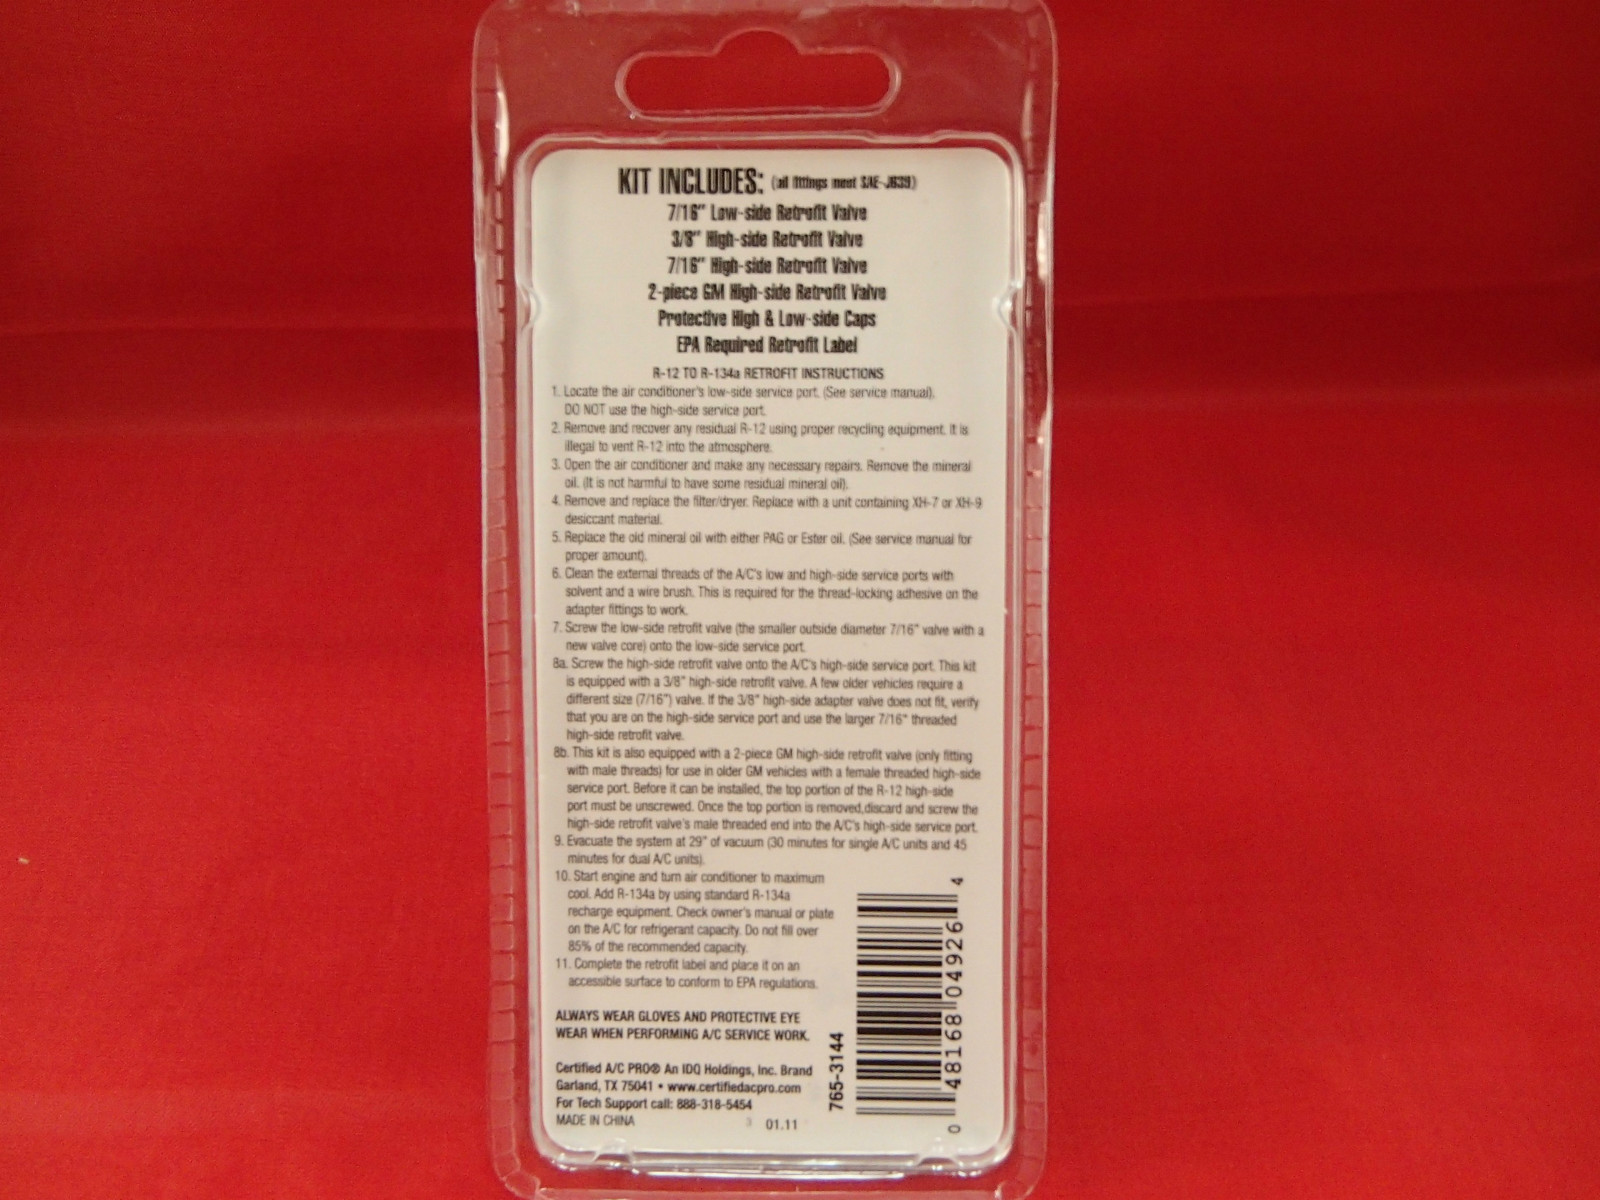 KIT INCLUDES: (all fittings meet SAE-J639)
7/16" Low-side Retrofit Valve
3/8" High-side Retrofit Valve
7/16" High-side Retrofit Valve
2-piece GM High-side Retrofit Valve
Protective High & Low-side Caps
EPA Required Retrofit Label
R-12 TO R-134a RETROFIT INSTRUCTIONS
1. Locate the air conditioner's low-side service port. (See service manual).
DO NOT use the high-side service port.
2. Remove and recover any residual R-12 using proper recycling equipment. It is
illegal to vent R-12 into the atmosphere.
3. Open the air conditioner and make any necessary repairs. Remove the mineral
oil. (It is not harmful to have some residual mineral oil).
4. Remove and replace the filter/dryer. Replace with a unit containing XH-7 or XH-9
desiccant material.
5. Replace the old mineral oil with either PAG or Ester oil. (See service manual for
proper amount).
6. Clean the external threads of the A/C's low and high-side service ports with
solvent and a wire brush. This is required for the thread-locking adhesive on the
adapter fittings to work.
7. Screw the low-side retrofit valve (the smaller outside diameter 7/16" valve with a
new valve core) onto the low-side service port.
8a. Screw the high-side retrofit valve onto the A/C's high-side service port. This kit
is equipped with a 3/8" high-side retrofit valve. A few older vehicles require a
different size (7/16") valve. If the 3/8" high-side adapter valve does not fit, verify
that you are on the high-side service port and use the larger 7/16" threaded
high-side retrofit valve.
8b. This kit is also equipped with a 2-piece GM high-side retrofit valve (only fitting
with male threads) for use in older GM vehicles with a female threaded high-side
service port. Before it can be installed, the top portion of the R-12 high-side
port must be unscrewed. Once the top portion is removed,discard and screw the
high-side retrofit valve's male threaded end into the A/C's high-side service port.
9. Evacuate the system at 29" of vacuum (30 minutes for single A/C units and 45
minutes for dual A/C units).
10. Start engine and turn air conditioner to maximum
cool. Add R-134a by using standard R-134a
recharge equipment. Check owner's manual or plate
on the A/C for refrigerant capacity. Do not fill over
85% of the recommended capacity.
11. Complete the retrofit label and place it on an
accessible surface to conform to EPA regulations.
ALWAYS WEAR GLOVES AND PROTECTIVE EYE
WEAR WHEN PERFORMING A/C SERVICE WORK.
Certified A/C PRO® An IDQ Holdings, Inc. Brand
Garland, TX 75041 • www.certifiedacpro.com
For Tech Support call: 888-318-5454
MADE IN CHINA
3 01.11
765-3144
0 48168 04926 4